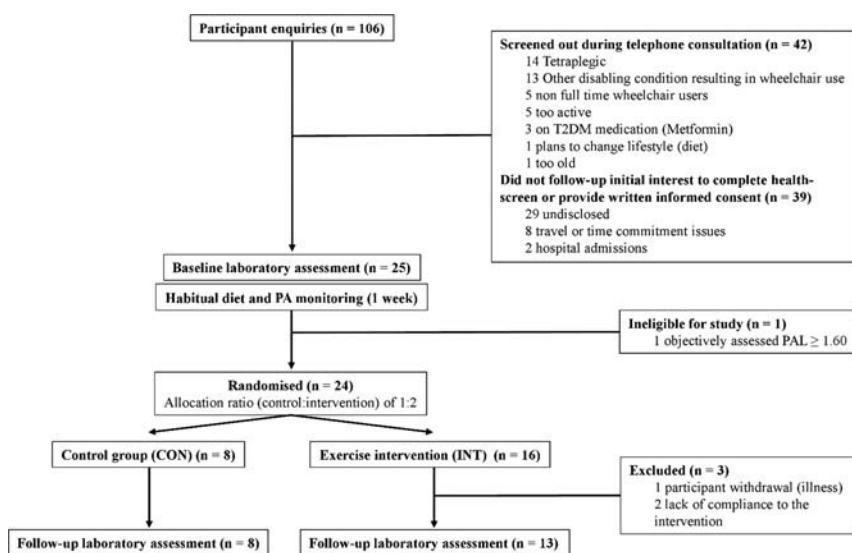 Participant enquiries (n = 106)
Screened out during telephone consultation (n = 42)
14 Tetraplegic
13 Other disabling condition resulting in wheelchair use
5 non full time wheelchair users
5 too active
3 on T2DM medication (Metformin)
1 plans to change lifestyle (diet)
1 too old
Did not follow-up initial interest to complete health-
screen or provide written informed consent (n = 39)
29 undisclosed
8 travel or time commitment issues
2 hospital admissions
Baseline laboratory assessment (n = 25)
Habitual diet and PA monitoring (1 week)
Ineligible for study (n = 1)
1 objectively assessed PAL ≥ 1.60
Randomised (n = 24)
Allocation ratio (control:intervention) of 1:2
Control group (CON) (n = 8)
Exercise intervention (INT) (n = 16)
Excluded (n = 3)
1 participant withdrawal (illness)
2 lack of compliance to the
intervention
Follow-up laboratory assessment (n = 8)
Follow-up laboratory assessment (n = 13)